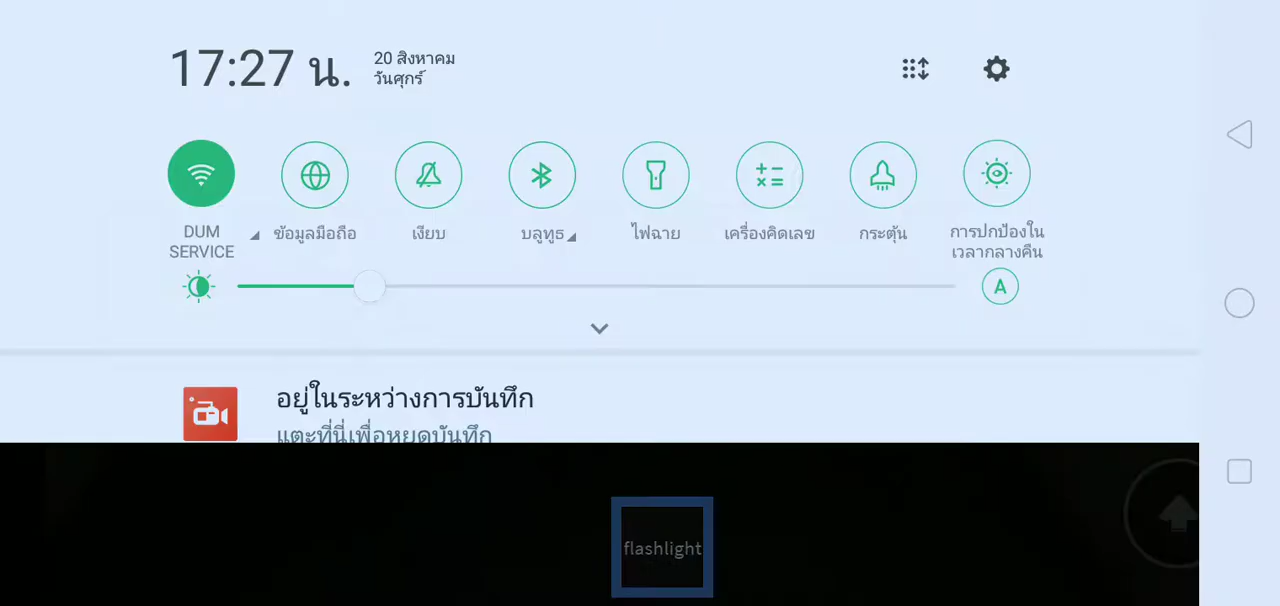 17:27 น.
20 สิงหาคม
วันศุกร์
DUM
SERVICE
ข้อมูลมือถือ
เงียบ
บลูทูธ
ไฟฉาย
เครื่องคิดเลข
กระตุ้น
การปกป้องใน
เวลากลางคืน
A
อยู่ในระหว่างการบันทึก
แตะที่นี่เพื่อหยุดบันทึก
flashlight